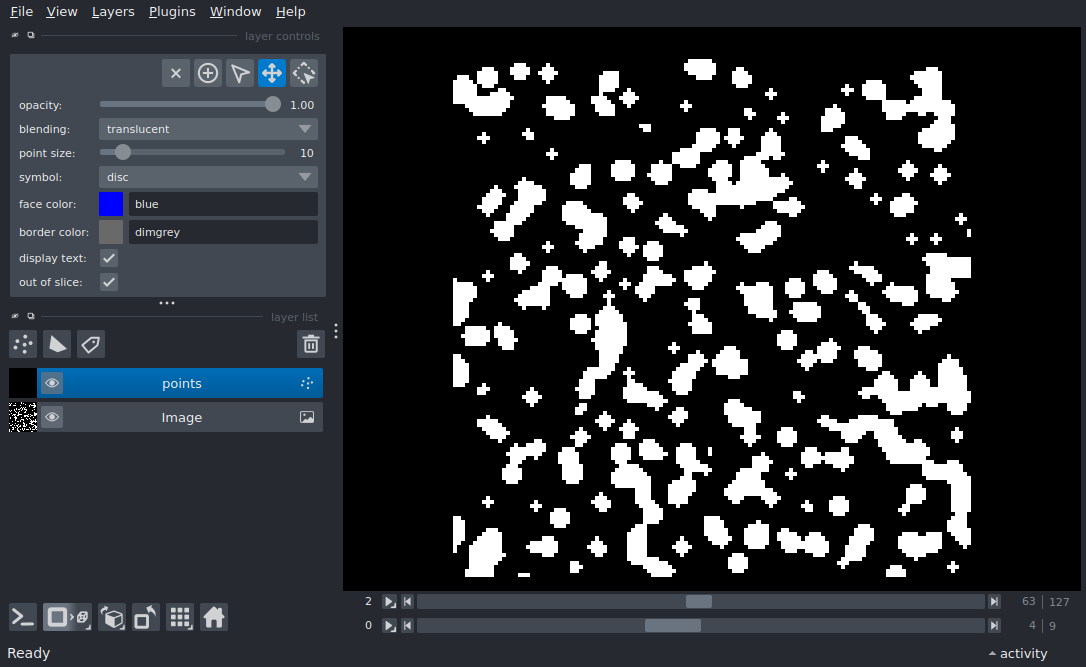 File View Layers Plugins Window Help
layer controls
opacity: 1.00
blending: translucent
point size: 10
symbol: disc
face color: blue
border color: dimgrey
display text:
out of slice:
layer list
points
Image
2 63 127
0 4 9
Ready activity